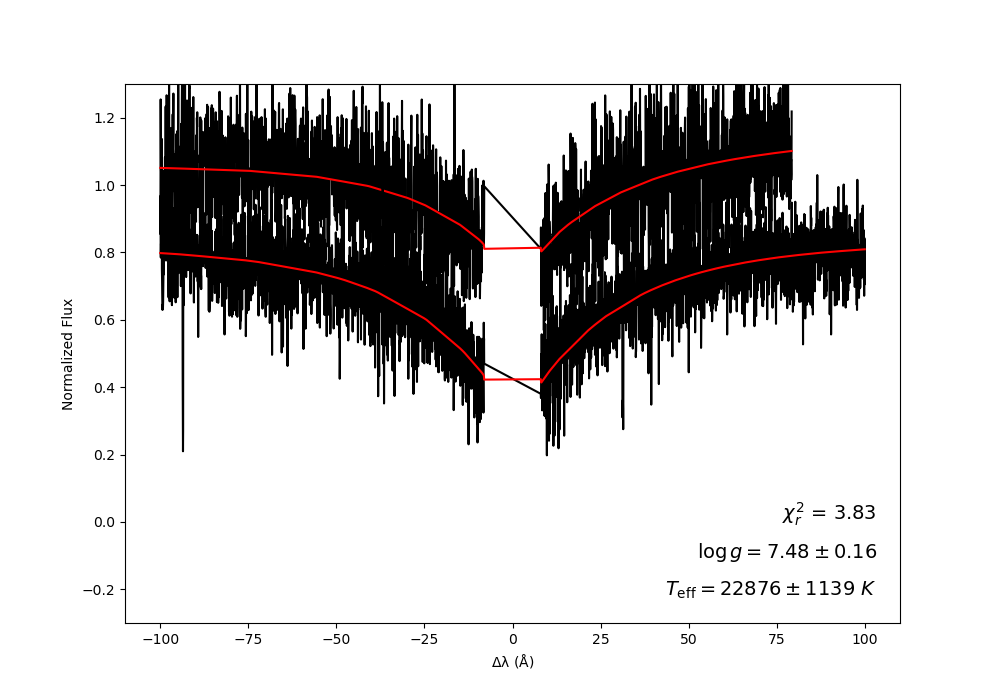 1.2
1.0
0.8
0.6
0.4
0.2
0.0
−0.2
Normalized Flux
χ²ᵣ = 3.83
log g = 7.48 ± 0.16
T_eff = 22876 ± 1139 K
−100 −75 −50 −25 0 25 50 75 100
Δλ (Å)